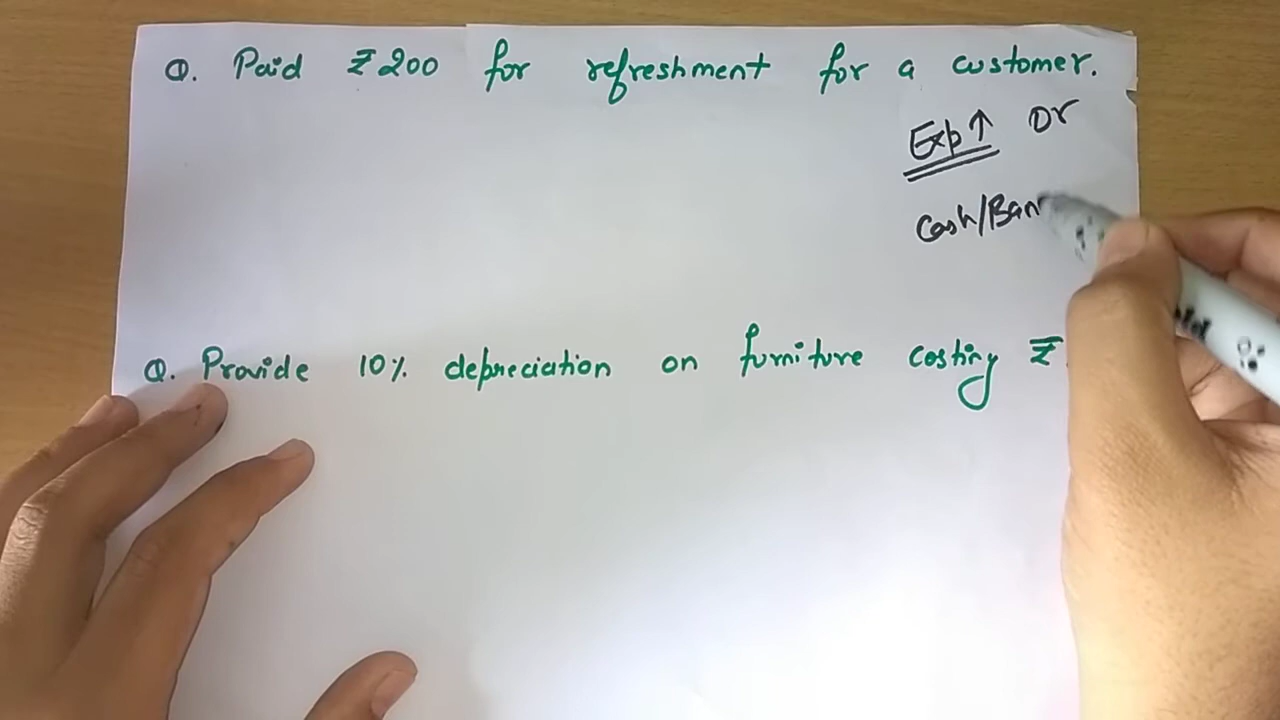 Q. Paid ₹200 for refreshment for a customer.
Exp↑ Dr
Cash/Ban
Q. Provide 10% depreciation on furniture costing ₹